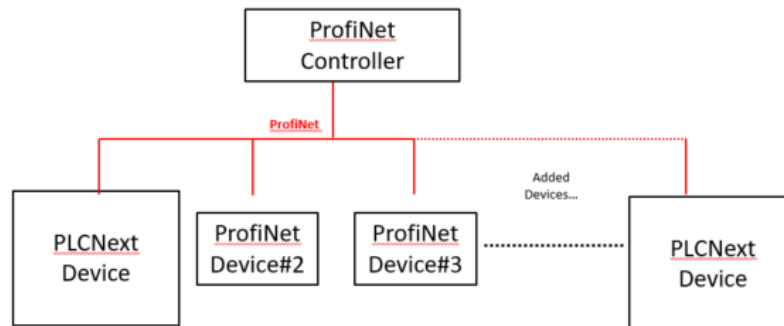 ProfiNet
Controller
ProfiNet
Added
Devices...
PLCNext
Device
ProfiNet
Device#2
ProfiNet
Device#3
PLCNext
Device